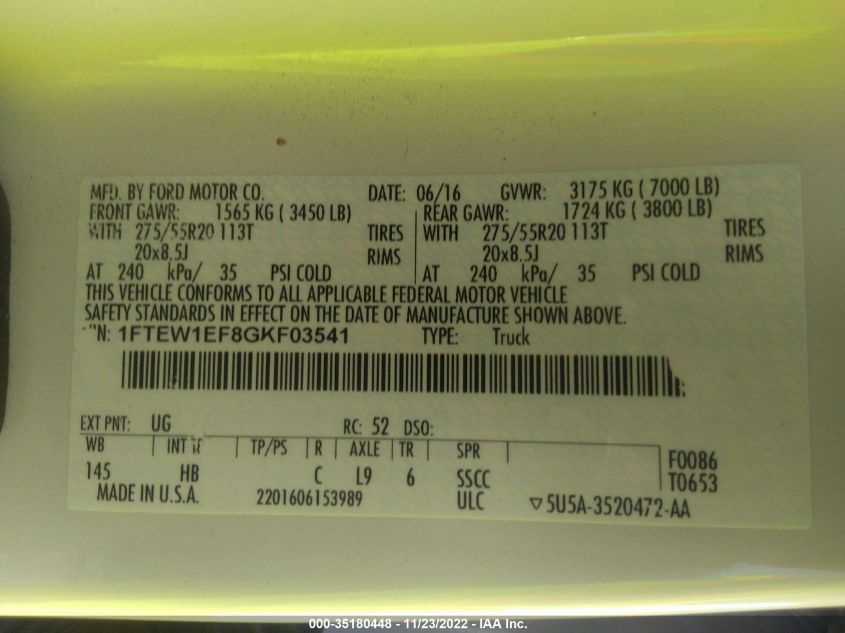 MFD. BY FORD MOTOR CO. DATE: 06/16 GVWR: 3175 KG ( 7000 LB)
FRONT GAWR: 1565 KG ( 3450 LB) REAR GAWR: 1724 KG ( 3800 LB)
WITH 275/55R20 113T TIRES WITH 275/55R20 113T TIRES
20x8.5J RIMS 20x8.5J RIMS
AT 240 kPa/ 35 PSI COLD AT 240 kPa/ 35 PSI COLD
THIS VEHICLE CONFORMS TO ALL APPLICABLE FEDERAL MOTOR VEHICLE
SAFETY STANDARDS IN EFFECT ON THE DATE OF MANUFACTURE SHOWN ABOVE.
1FTEW1EF8GKF03541 TYPE: Truck
EXT PNT: UG RC: 52 DSO:
WB INT TP/PS R AXLE TR SPR
145 HB C L9 6 SSCC F0086
T0653
MADE IN U.S.A. 2201606153989 ULC ▽5U5A-3520472-AA
000-35180448 - 11/23/2022 - IAA Inc.